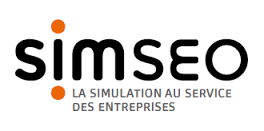 simSEO
LA SIMULATION AU SERVICE
DES ENTREPRISES